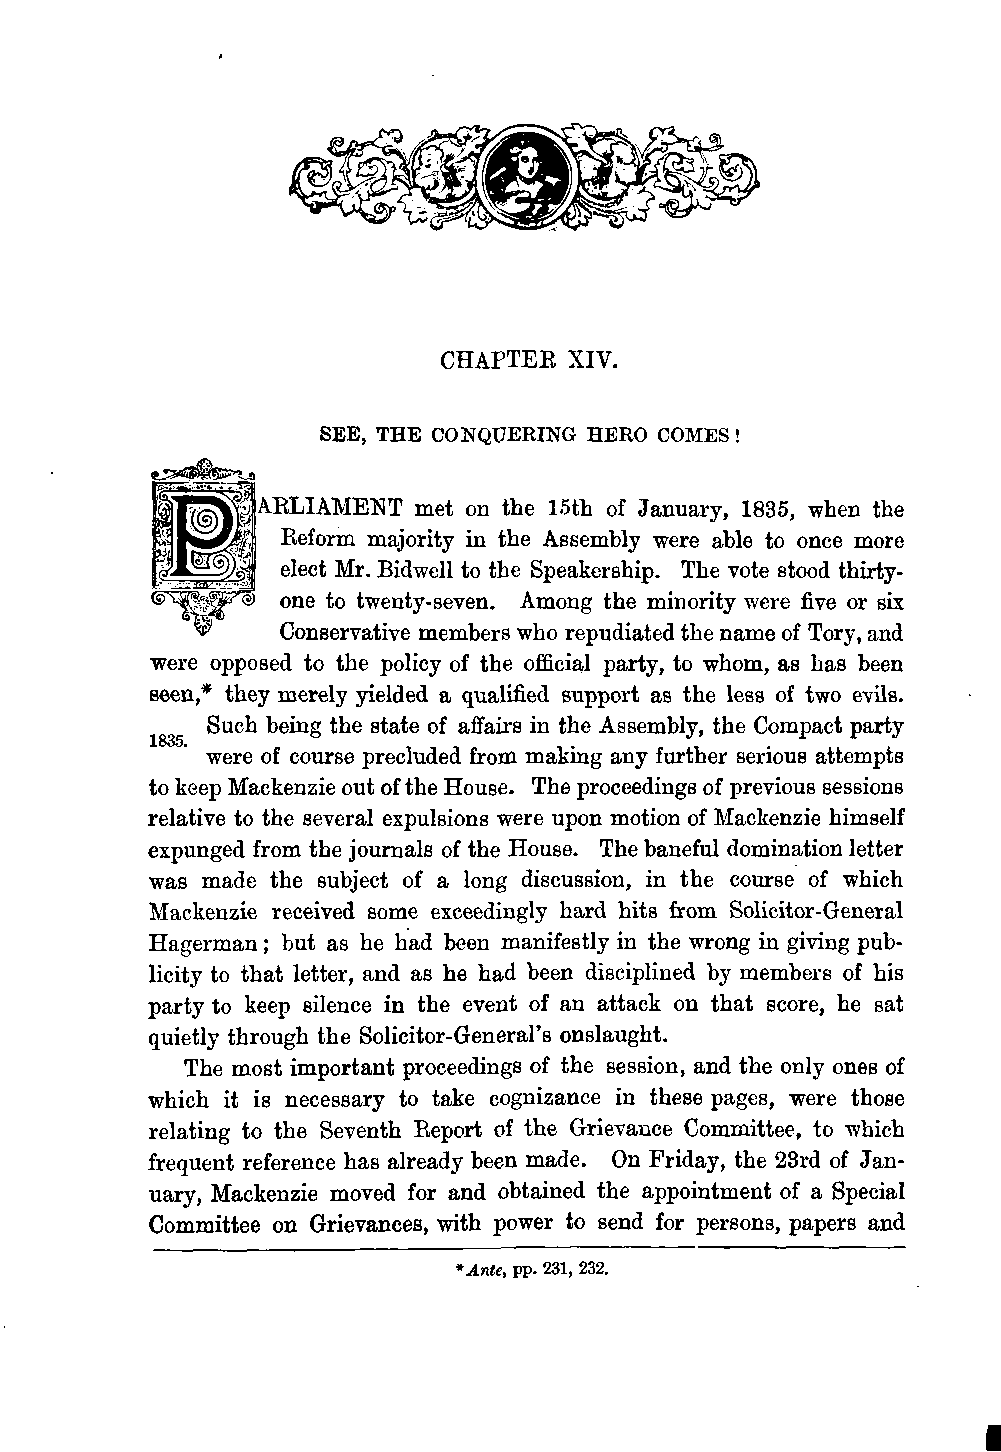 CHAPTER XIV.
SEE, THE CONQUERING HERO COMES!
PARLIAMENT met on the 15th of January, 1835, when the
Reform majority in the Assembly were able to once more
elect Mr. Bidwell to the Speakership. The vote stood thirty-
one to twenty-seven. Among the minority were five or six
Conservative members who repudiated the name of Tory, and
were opposed to the policy of the official party, to whom, as has been
seen,* they merely yielded a qualified support as the less of two evils.
Such being the state of affairs in the Assembly, the Compact party
1835.
were of course precluded from making any further serious attempts
to keep Mackenzie out of the House. The proceedings of previous sessions
relative to the several expulsions were upon motion of Mackenzie himself
expunged from the journals of the House. The baneful domination letter
was made the subject of a long discussion, in the course of which
Mackenzie received some exceedingly hard hits from Solicitor-General
Hagerman; but as he had been manifestly in the wrong in giving pub-
licity to that letter, and as he had been disciplined by members of his
party to keep silence in the event of an attack on that score, he sat
quietly through the Solicitor-General's onslaught.
The most important proceedings of the session, and the only ones of
which it is necessary to take cognizance in these pages, were those
relating to the Seventh Report of the Grievance Committee, to which
frequent reference has already been made. On Friday, the 23rd of Jan-
uary, Mackenzie moved for and obtained the appointment of a Special
Committee on Grievances, with power to send for persons, papers and
*Ante, pp. 231, 232.